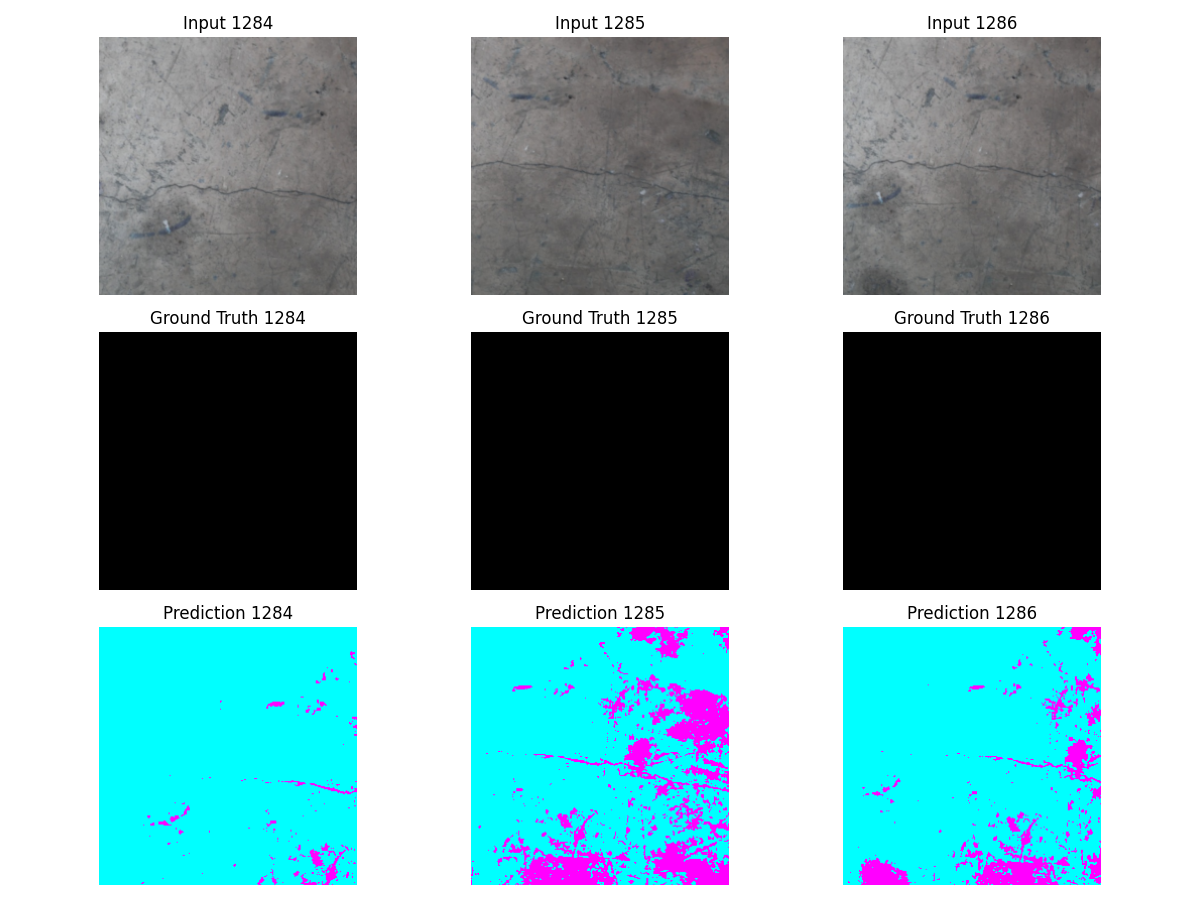 Input 1284
Input 1285
Input 1286
Ground Truth 1284
Ground Truth 1285
Ground Truth 1286
Prediction 1284
Prediction 1285
Prediction 1286